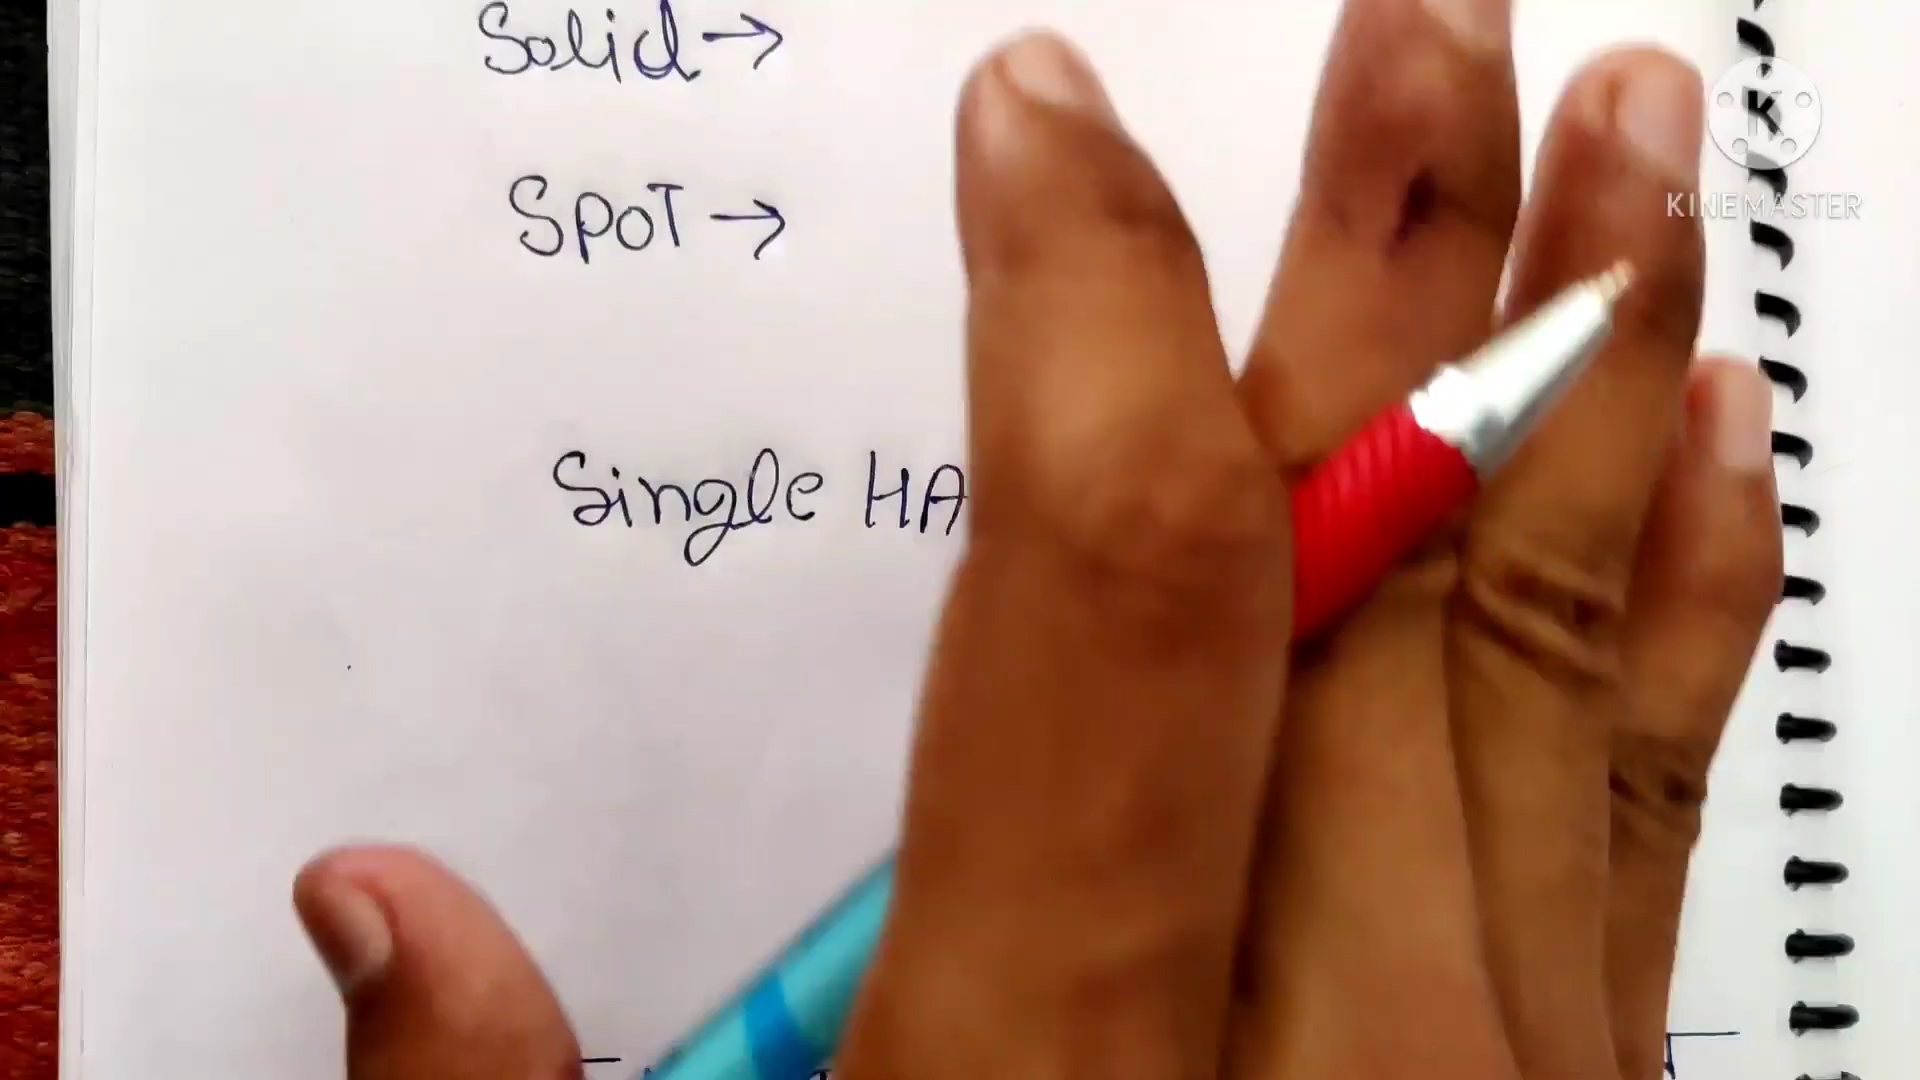 Solid →
K
KINEMASTER
SPOT →
Single HA